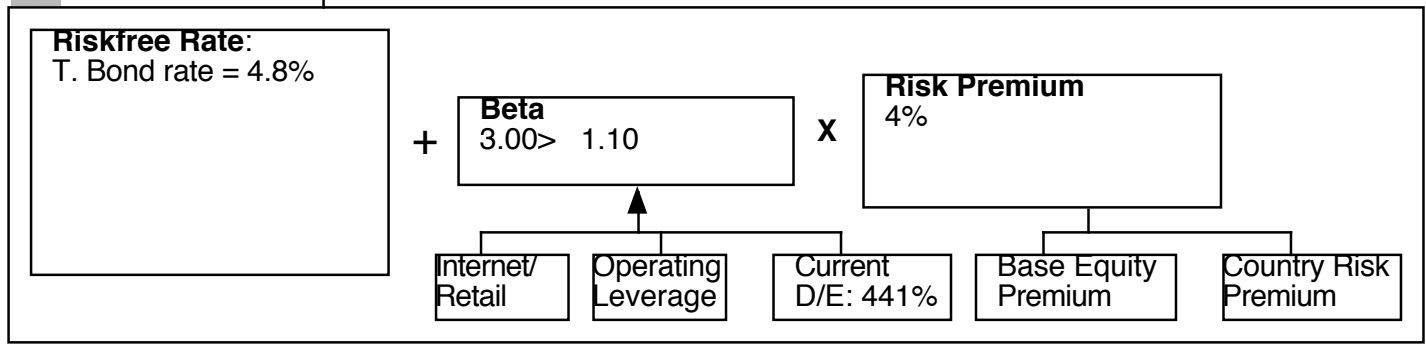 Riskfree Rate:
T. Bond rate = 4.8%
+
Beta
3.00> 1.10
X
Risk Premium
4%
Internet/
Retail
Operating
Leverage
Current
D/E: 441%
Base Equity
Premium
Country Risk
Premium